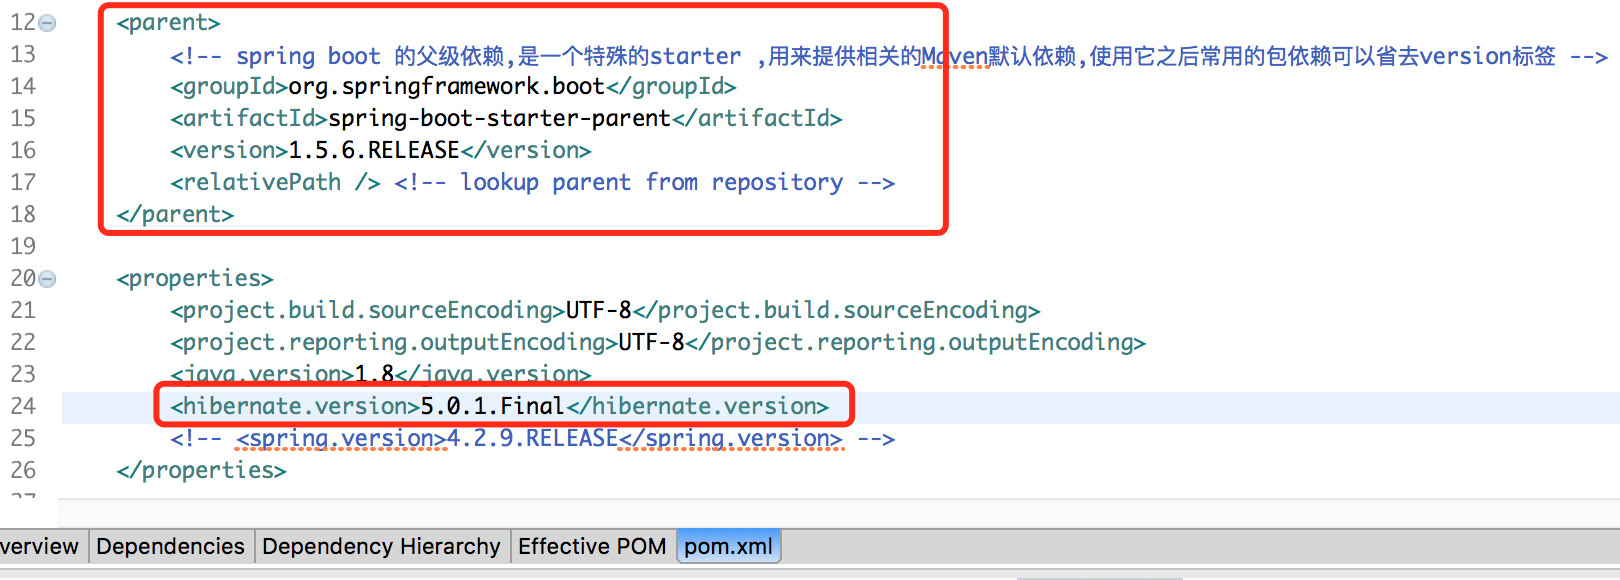 12 <parent>
13 <!-- spring boot 的父级依赖,是一个特殊的starter ,用来提供相关的Maven默认依赖,使用它之后常用的包依赖可以省去version标签 -->
14 <groupId>org.springframework.boot</groupId>
15 <artifactId>spring-boot-starter-parent</artifactId>
16 <version>1.5.6.RELEASE</version>
17 <relativePath /> <!-- lookup parent from repository -->
18 </parent>
19
20 <properties>
21 <project.build.sourceEncoding>UTF-8</project.build.sourceEncoding>
22 <project.reporting.outputEncoding>UTF-8</project.reporting.outputEncoding>
23 <java.version>1.8</java.version>
24 <hibernate.version>5.0.1.Final</hibernate.version>
25 <!-- <spring.version>4.2.9.RELEASE</spring.version> -->
26 </properties>
27
verview Dependencies Dependency Hierarchy Effective POM pom.xml